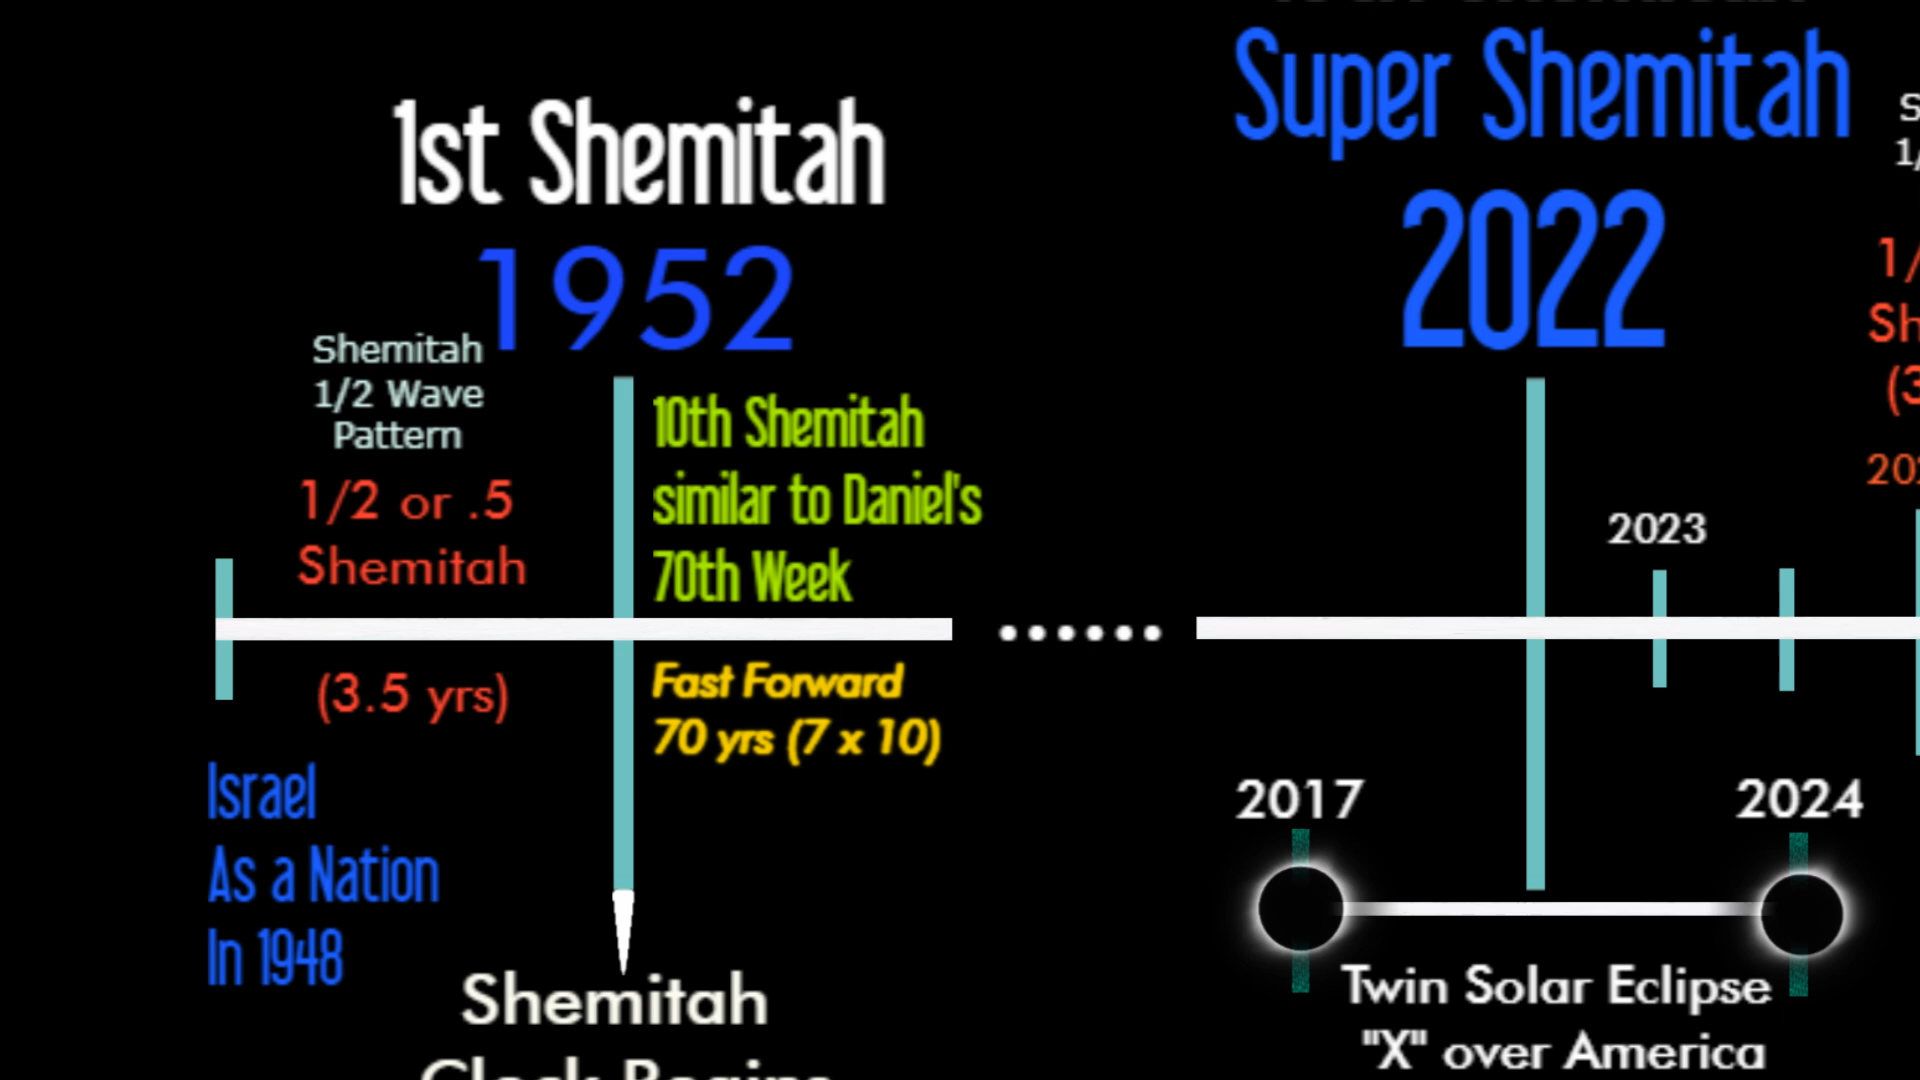 1st Shemitah
1952
Shemitah
1/2 Wave
Pattern
1/2 or .5
Shemitah
(3.5 yrs)
10th Shemitah
similar to Daniel's
70th Week
Fast Forward
70 yrs (7 x 10)
Israel
As a Nation
In 1948
Shemitah
Clock Begins
Super Shemitah
2022
2023
2017
2024
Twin Solar Eclipse
"X" over America